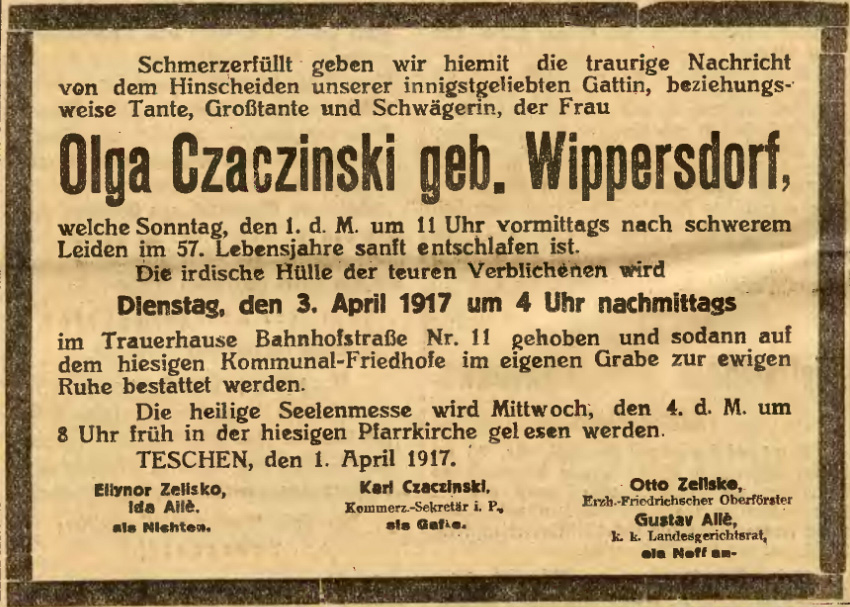 Schmerzerfüllt geben wir hiemit die traurige Nachricht
von dem Hinscheiden unserer innigstgeliebten Gattin, beziehungs-
weise Tante, Großtante und Schwägerin, der Frau
Olga Czaczinski geb. Wippersdorf,
welche Sonntag, den 1. d. M. um 11 Uhr vormittags nach schwerem
Leiden im 57. Lebensjahre sanft entschlafen ist.
Die irdische Hülle der teuren Verblichenen wird
Dienstag, den 3. April 1917 um 4 Uhr nachmittags
im Trauerhause Bahnhofstraße Nr. 11 gehoben und sodann auf
dem hiesigen Kommunal-Friedhofe im eigenen Grabe zur ewigen
Ruhe bestattet werden.
Die heilige Seelenmesse wird Mittwoch, den 4. d. M. um
8 Uhr früh in der hiesigen Pfarrkirche gelesen werden.
TESCHEN, den 1. April 1917.
Ellynor Zelisko,
Ida Allè.
als Nichten.
Karl Czaczinski,
Kommerz.-Sekretär i. P.,
als Gatte.
Otto Zelisko,
Erzh.-Friedrichscher Oberförster
Gustav Allè,
k. k. Landesgerichtsrat,
als Neffen-